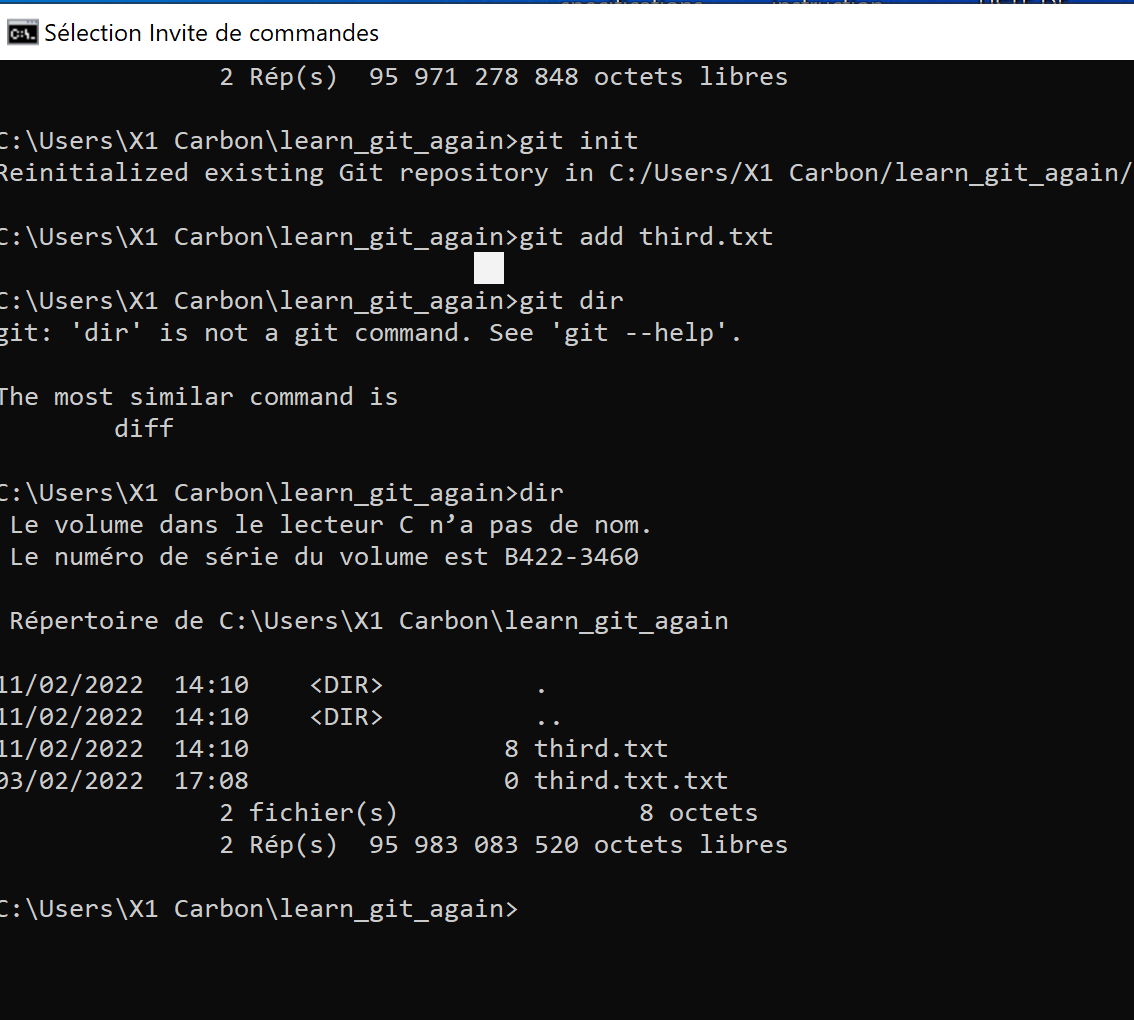 Sélection Invite de commandes
2 Rép(s) 95 971 278 848 octets libres
C:\Users\X1 Carbon\learn_git_again>git init
Reinitialized existing Git repository in C:/Users/X1 Carbon/learn_git_again/
C:\Users\X1 Carbon\learn_git_again>git add third.txt
C:\Users\X1 Carbon\learn_git_again>git dir
git: 'dir' is not a git command. See 'git --help'.
The most similar command is
diff
C:\Users\X1 Carbon\learn_git_again>dir
Le volume dans le lecteur C n’a pas de nom.
Le numéro de série du volume est B422-3460
Répertoire de C:\Users\X1 Carbon\learn_git_again
11/02/2022 14:10 <DIR> .
11/02/2022 14:10 <DIR> ..
11/02/2022 14:10 8 third.txt
03/02/2022 17:08 0 third.txt.txt
2 fichier(s) 8 octets
2 Rép(s) 95 983 083 520 octets libres
C:\Users\X1 Carbon\learn_git_again>